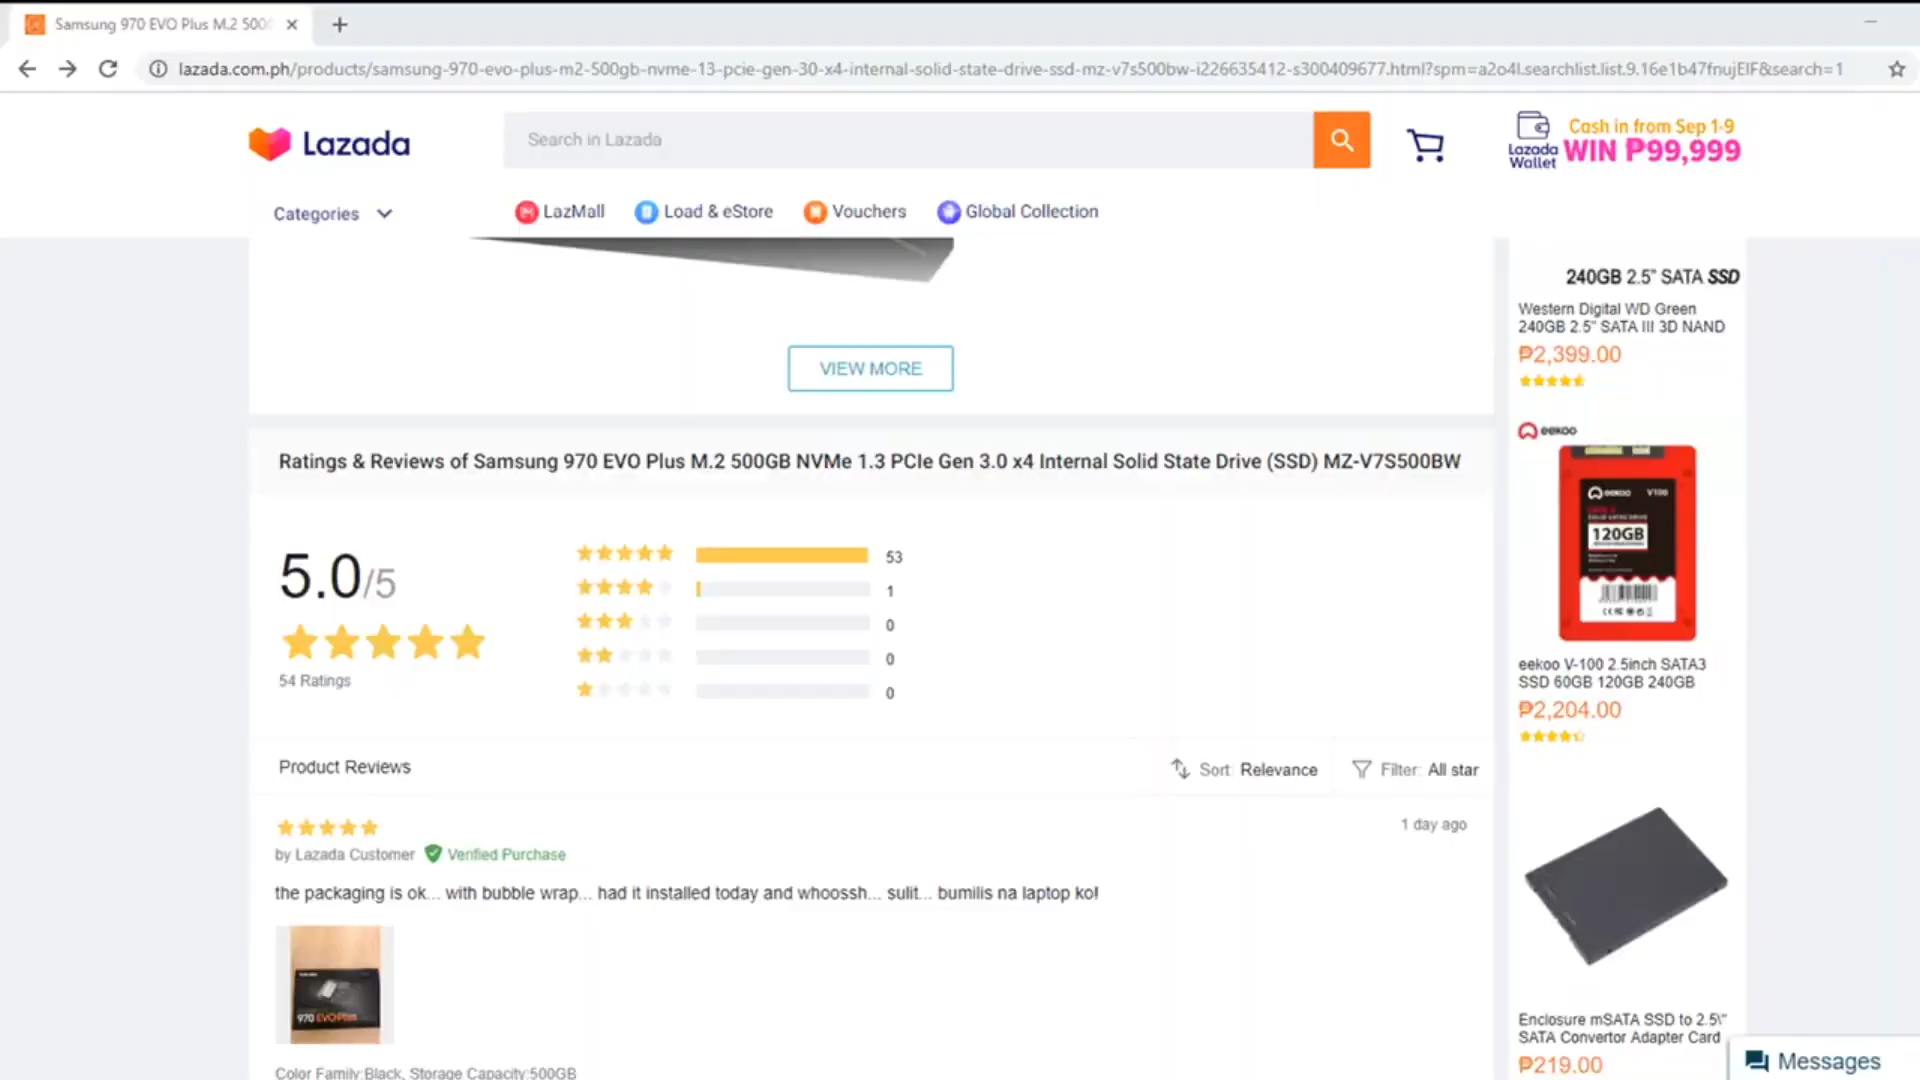 Samsung 970 EVO Plus M.2 500
lazada.com.ph/products/samsung-970-evo-plus-m2-500gb-nvme-13-pcie-gen-30-x4-internal-solid-state-drive-ssd-mz-v7s500bw-i226635412-s300409677.html?spm=a2o4l.searchlist.list.9.16e1b47fnujElF&search=1
Lazada
Search in Lazada
Lazada Wallet
Cash in from Sep 1-9
WIN ₱99,999
Categories
LazMall
Load & eStore
Vouchers
Global Collection
VIEW MORE
Ratings & Reviews of Samsung 970 EVO Plus M.2 500GB NVMe 1.3 PCIe Gen 3.0 x4 Internal Solid State Drive (SSD) MZ-V7S500BW
5.0/5
54 Ratings
53
1
0
0
0
Product Reviews
Sort: Relevance
Filter: All star
1 day ago
by Lazada Customer Verified Purchase
the packaging is ok... with bubble wrap... had it installed today and whoossh... sulit... bumilis na laptop ko!
970 EVO Plus
Color Family:Black, Storage Capacity:500GB
240GB 2.5" SATA SSD
Western Digital WD Green
240GB 2.5" SATA III 3D NAND
₱2,399.00
eekoo
eekoo V100
120GB
eekoo V-100 2.5inch SATA3
SSD 60GB 120GB 240GB
₱2,204.00
Enclosure mSATA SSD to 2.5\"
SATA Convertor Adapter Card
₱219.00
Messages